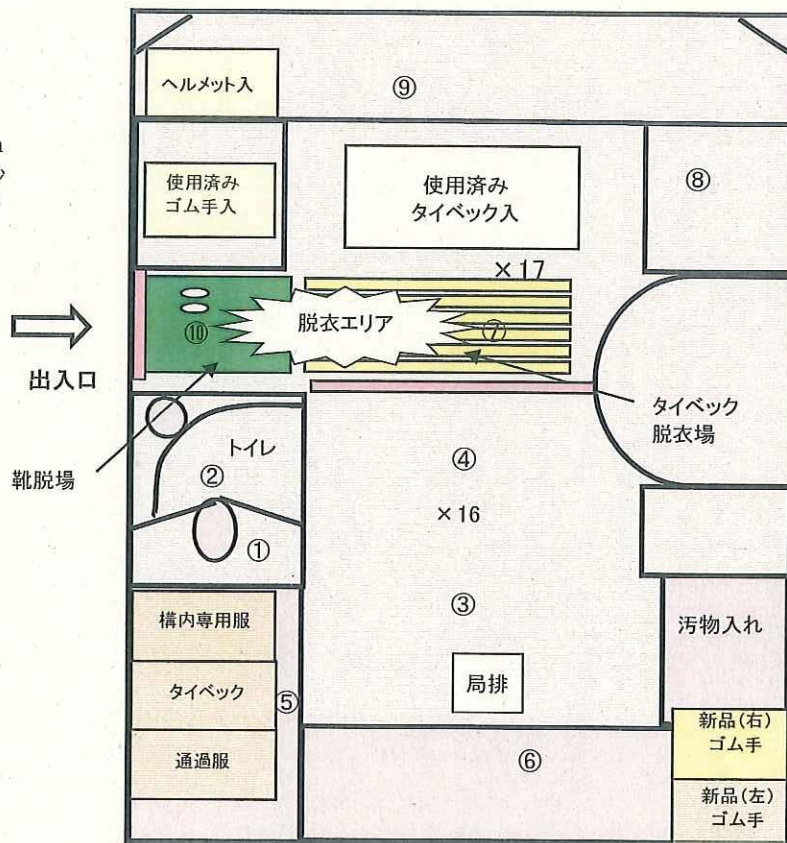 ヘルメット入
⑨
使用済み
ゴム手入
使用済み
タイベック入
⑧
×17
⑩
脱衣エリア
⑦
出入口
タイベック
脱衣場
靴脱場
トイレ
②
①
④
×16
③
局排
構内専用服
タイベック
通過服
⑤
⑥
汚物入れ
新品(右)
ゴム手
新品(左)
ゴム手